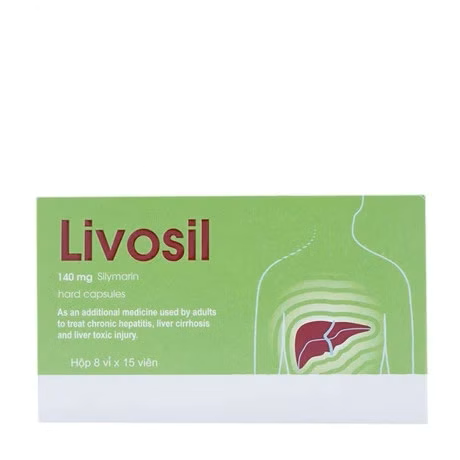 Livosil
140 mg Silymarin
hard capsules
As an additional medicine used by adults
to treat chronic hepatitis, liver cirrhosis
and liver toxic injury.
Hộp 8 vỉ x 15 viên